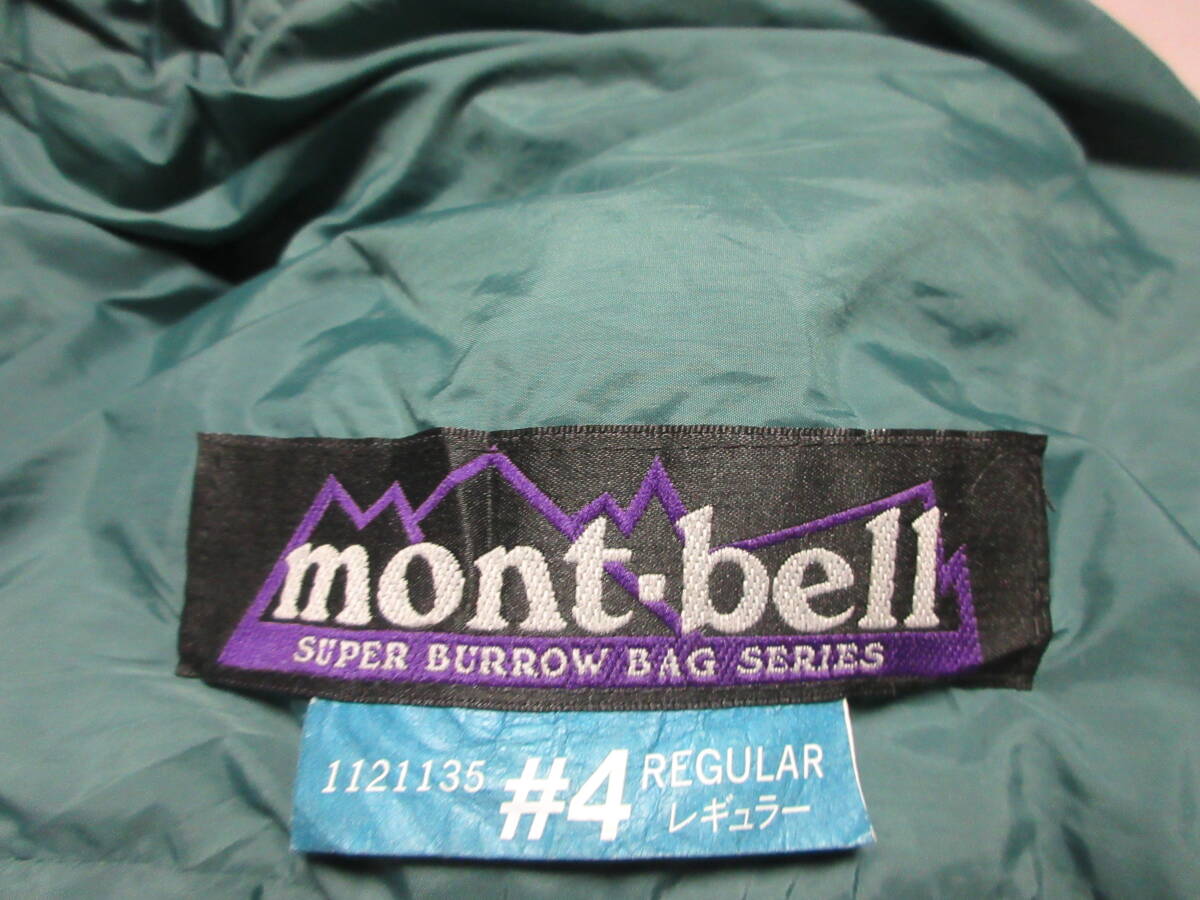 mont-bell
SUPER BURROW BAG SERIES
1121135 #4 REGULAR
レギュラー